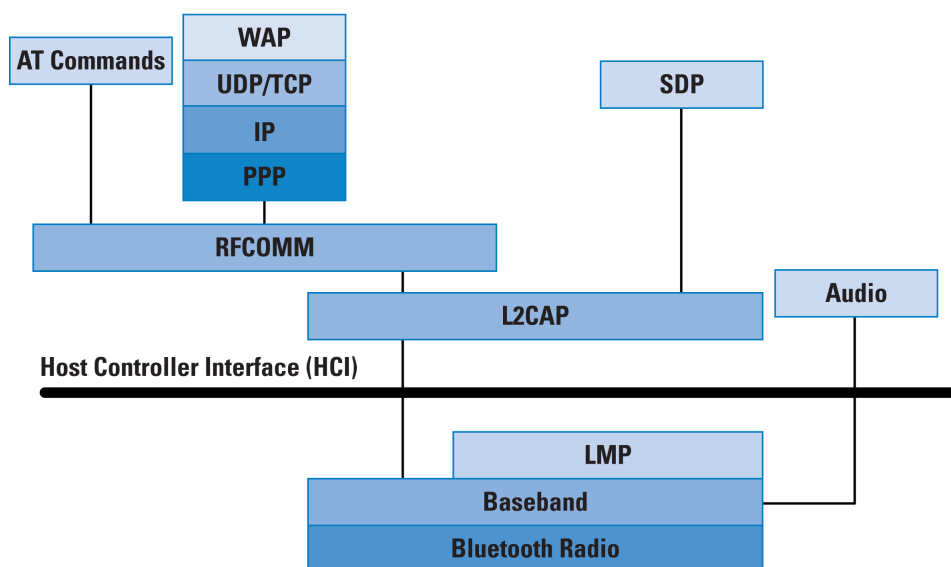 WAP
AT Commands
UDP/TCP
SDP
IP
PPP
RFCOMM
Audio
L2CAP
Host Controller Interface (HCI)
LMP
Baseband
Bluetooth Radio